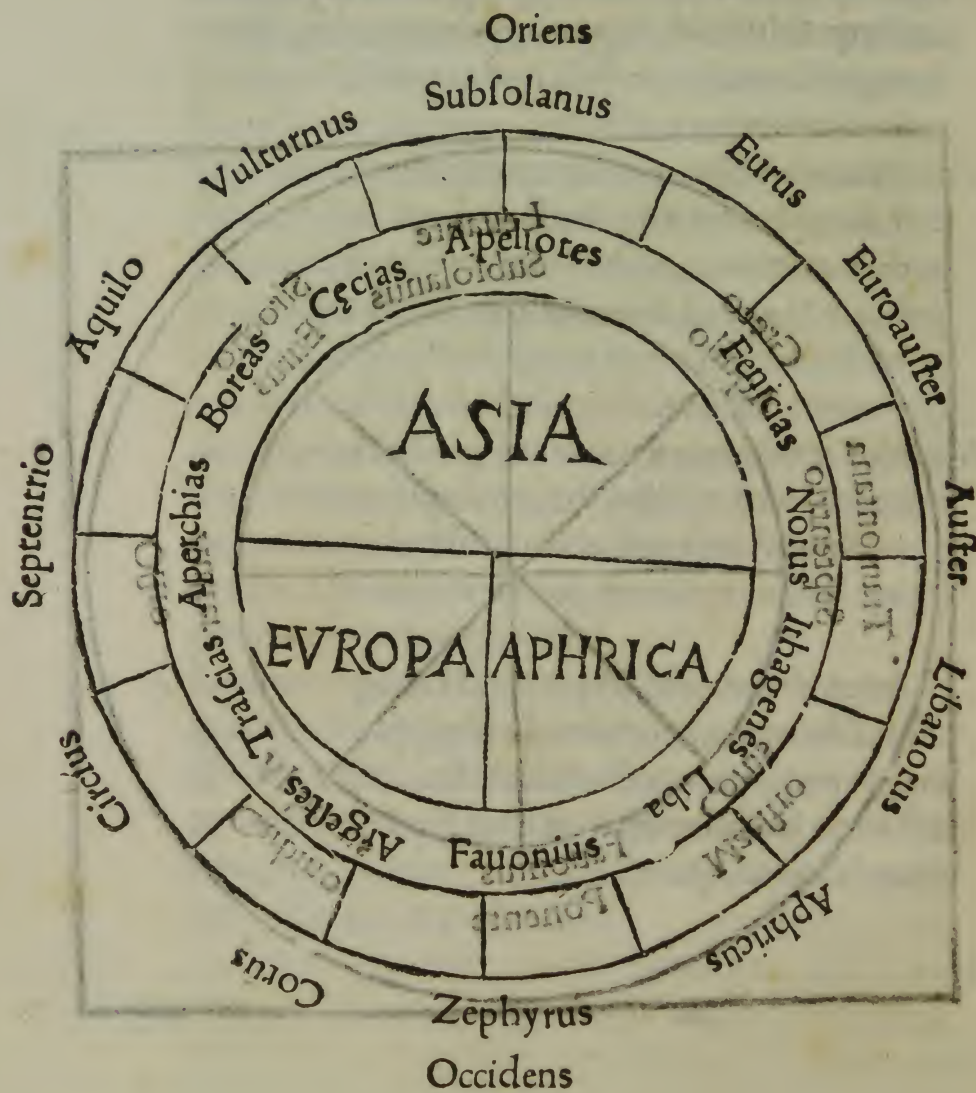 Oriens
Subſolanus
Eurus
Euroauſter
Auſter
Libanotus
Aphricus
Zephyrus
Occidens
Corus
Circius
Septentrio
Aquilo
Vulturnus
Apeliotes
Fenicias
Notus
Ithagenes
Liba
Fauonius
Argeſtes
Traſcias
Aperchias
Boreas
Cęcias
ASIA
EVROPA APHRICA